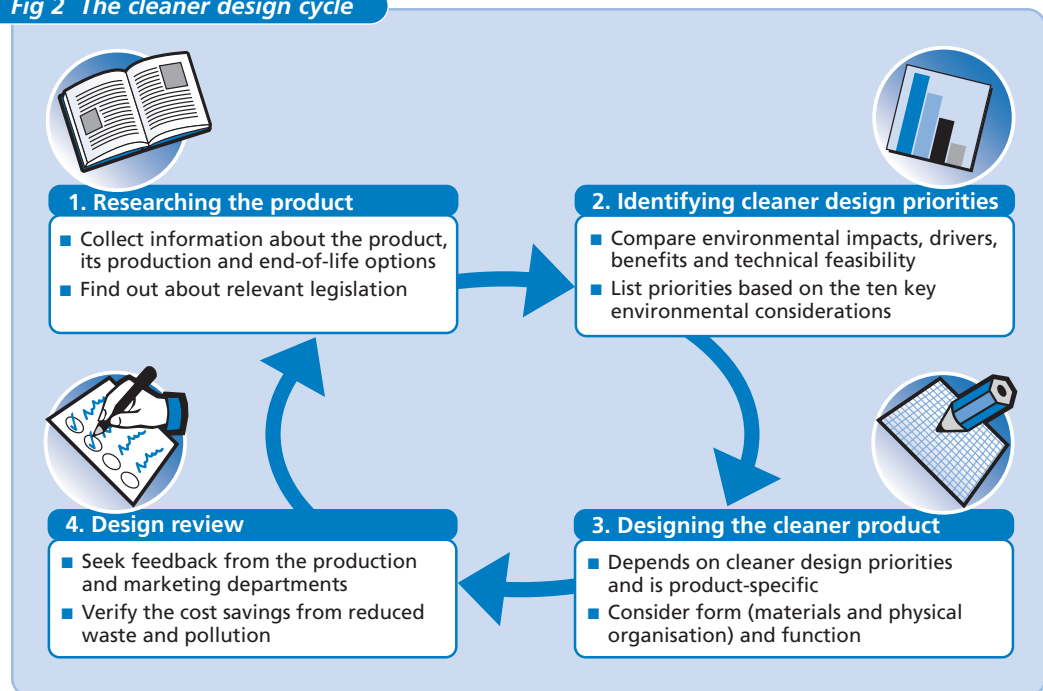 Fig 2 The cleaner design cycle
1. Researching the product
■ Collect information about the product,
its production and end-of-life options
■ Find out about relevant legislation
2. Identifying cleaner design priorities
■ Compare environmental impacts, drivers,
benefits and technical feasibility
■ List priorities based on the ten key
environmental considerations
3. Designing the cleaner product
■ Depends on cleaner design priorities
and is product-specific
■ Consider form (materials and physical
organisation) and function
4. Design review
■ Seek feedback from the production
and marketing departments
■ Verify the cost savings from reduced
waste and pollution